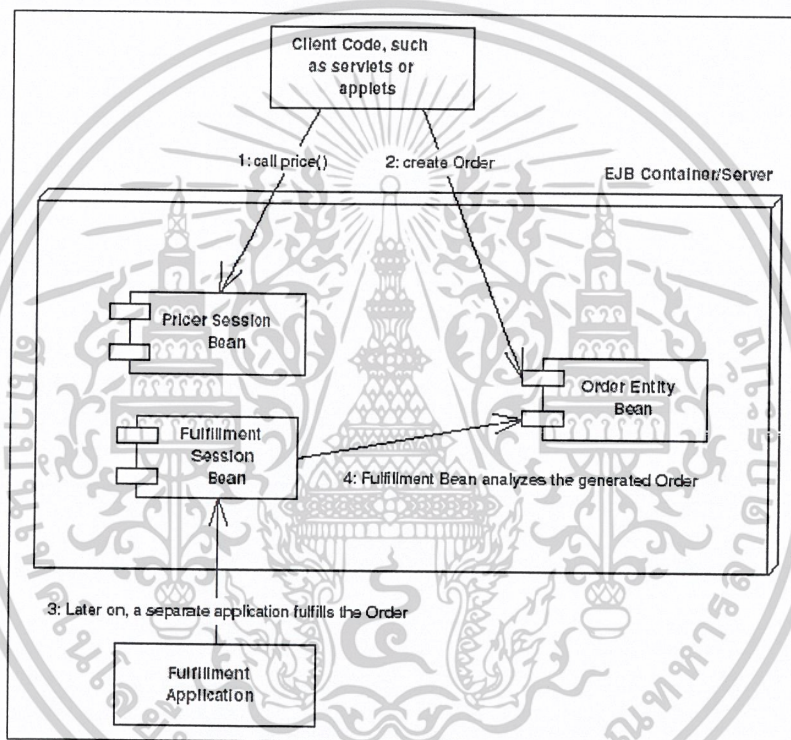 Client Code, such
as servlets or
applets
1: call price()
2: create Order
EJB Container/Server
Pricer Session
Bean
Order Entity
Bean
Fulfillment
Session
Bean
4: Fulfillment Bean analyzes the generated Order
3: Later on, a separate application fulfills the Order
Fulfillment
Application